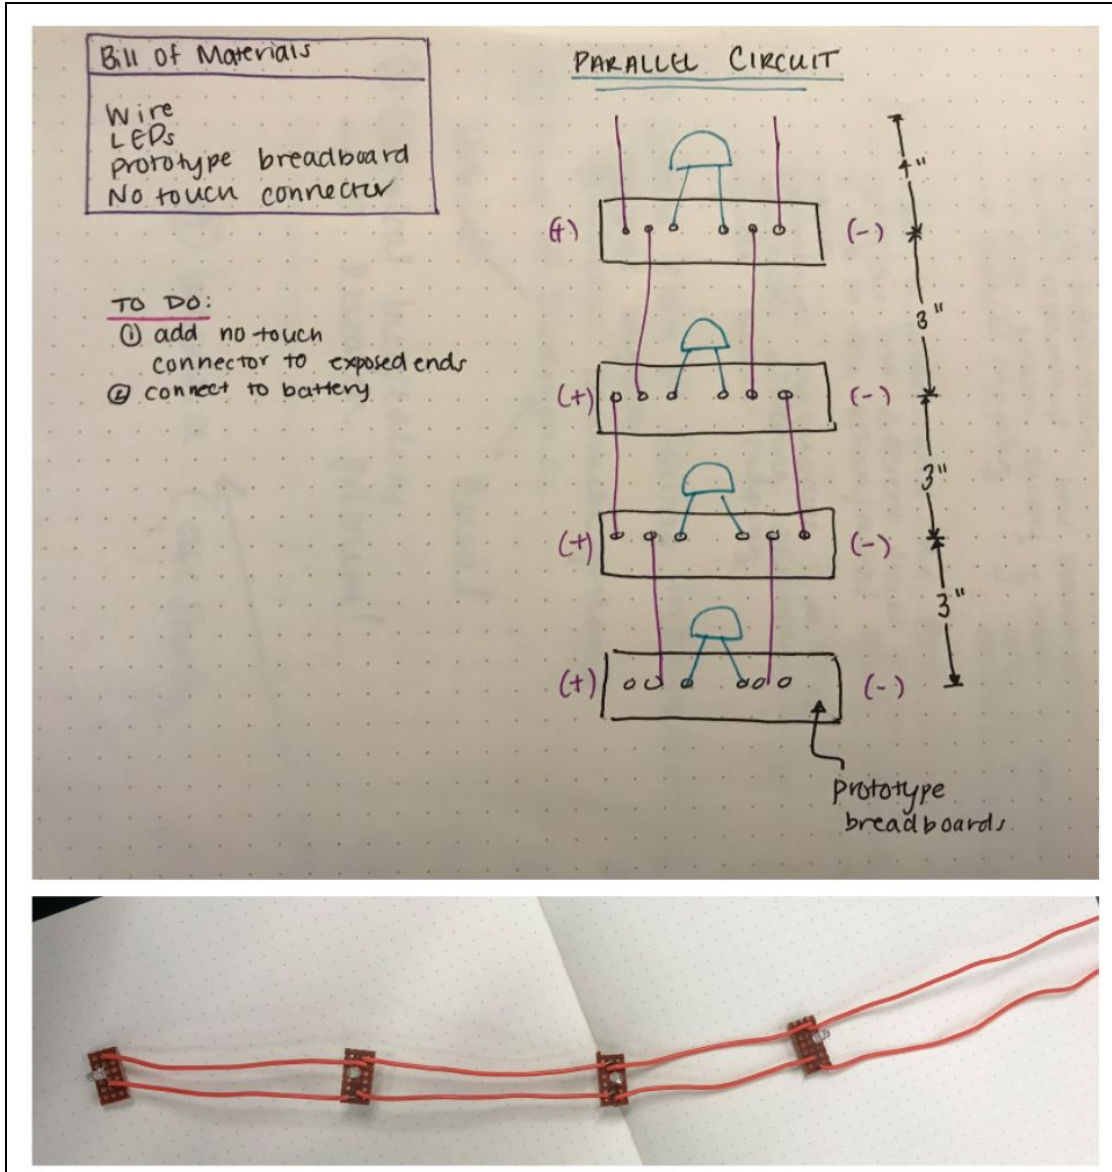 Bill Of Materials
Wire
LEDs
Prototype breadboard
No touch connector
TO DO:
① add no touch
connector to exposed ends
② connect to battery
PARALLEL CIRCUIT
4"
(+) (-)
3"
(+) (-)
3"
(+) (-)
3"
(+) (-)
prototype
breadboards